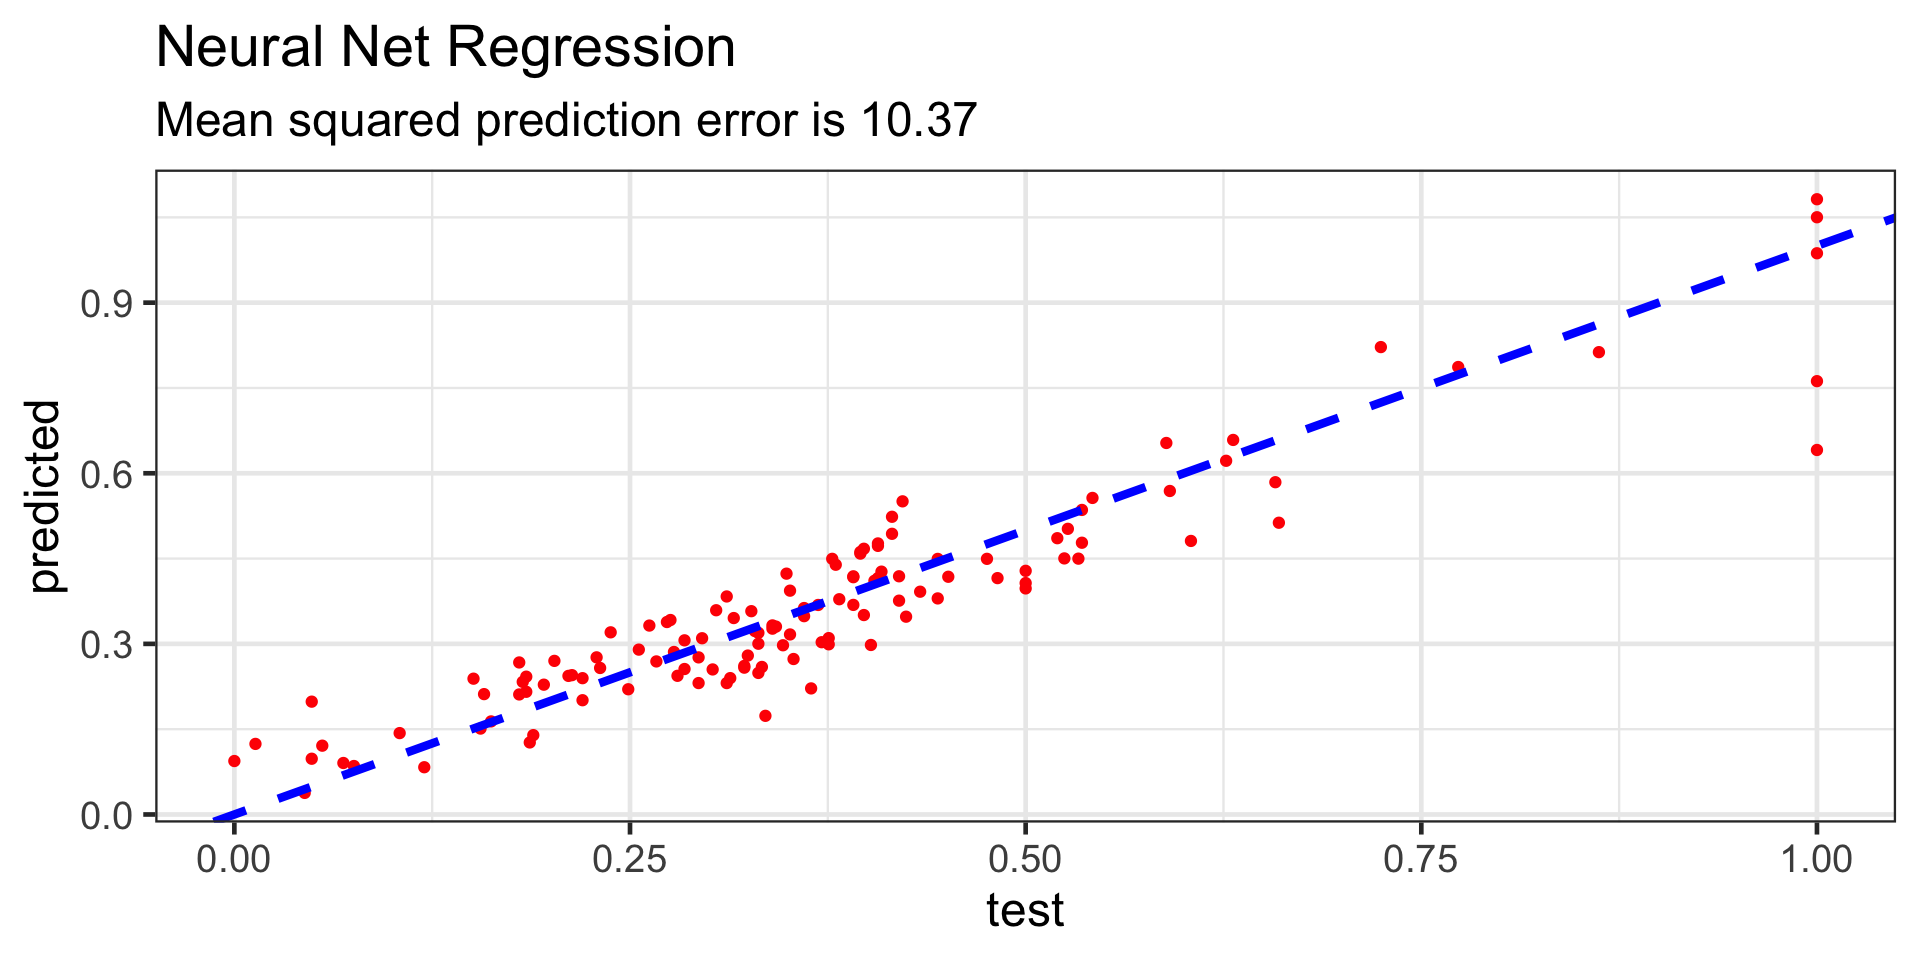 Neural Net Regression
Mean squared prediction error is 10.37
predicted
0.9
0.6
0.3
0.0
0.00 0.25 0.50 0.75 1.00
test